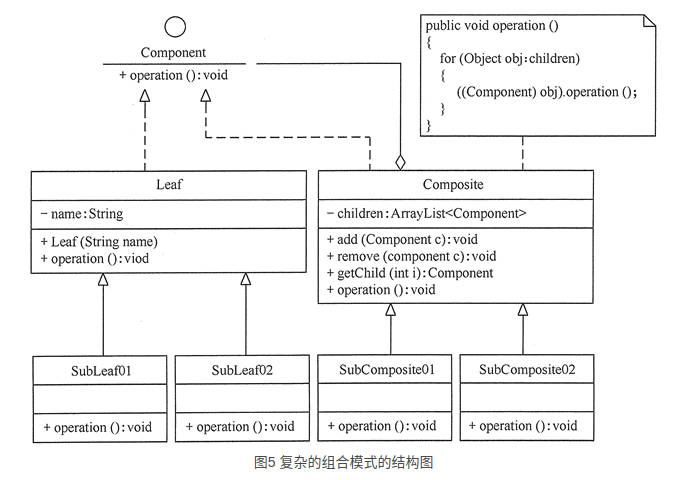 Component
+ operation ():void
public void operation ()
{
for (Object obj:children)
{
((Component) obj).operation ();
}
}
Leaf
- name:String
+ Leaf (String name)
+ operation ():viod
Composite
- children:ArrayList<Component>
+ add (Component c):void
+ remove (component c):void
+ getChild (int i):Component
+ operation ():void
SubLeaf01
+ operation ():void
SubLeaf02
+ operation ():void
SubComposite01
+ operation ():void
SubComposite02
+ operation ():void
图5 复杂的组合模式的结构图